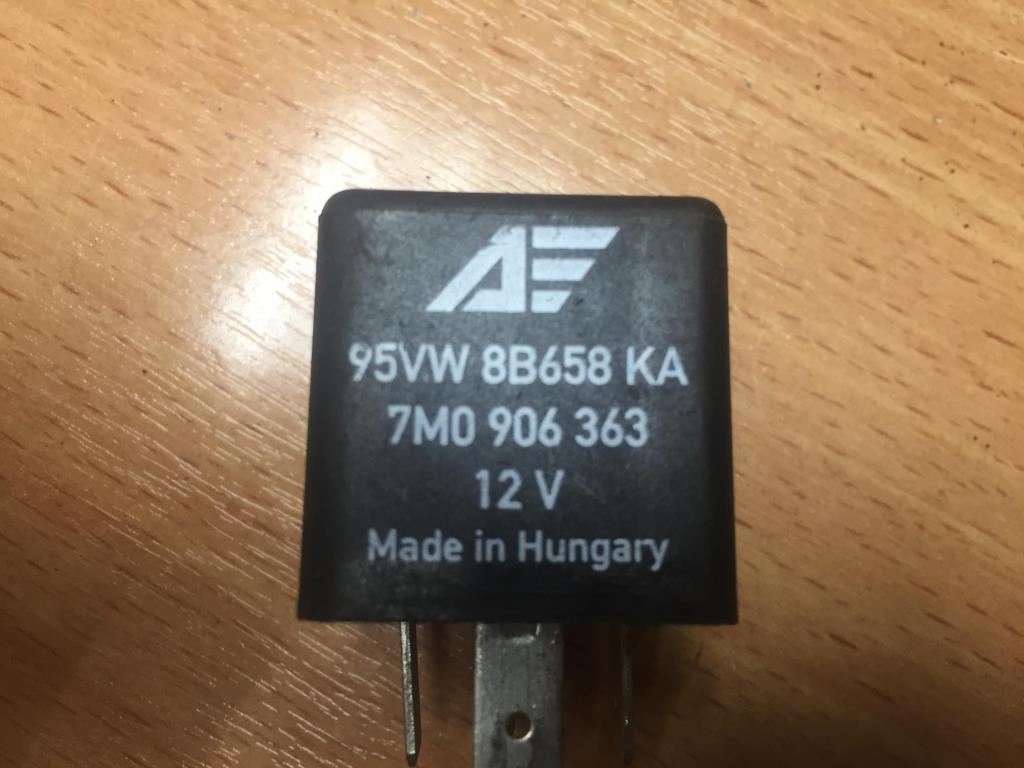 AE
95VW 8B658 KA
7M0 906 363
12 V
Made in Hungary